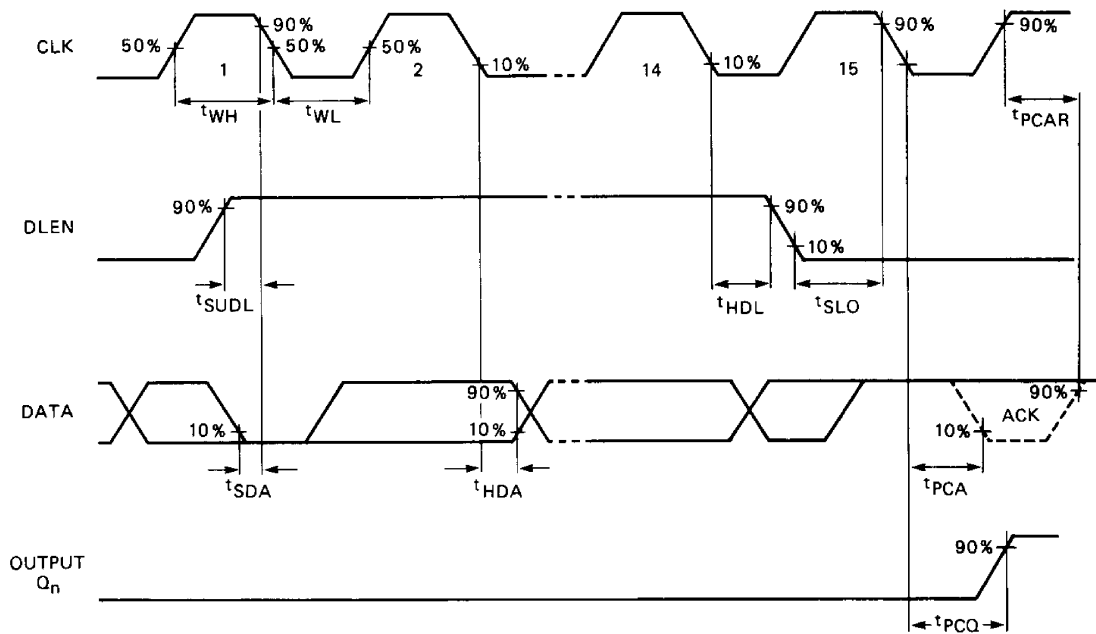 CLK
50%
90%
50%
50%
10%
10%
90%
90%
1
2
14
15
tWH
tWL
tPCAR
DLEN
90%
90%
10%
tSUDL
tHDL
tSLO
DATA
10%
90%
10%
ACK
90%
10%
tSDA
tHDA
tPCA
OUTPUT
Qn
90%
tPCQ